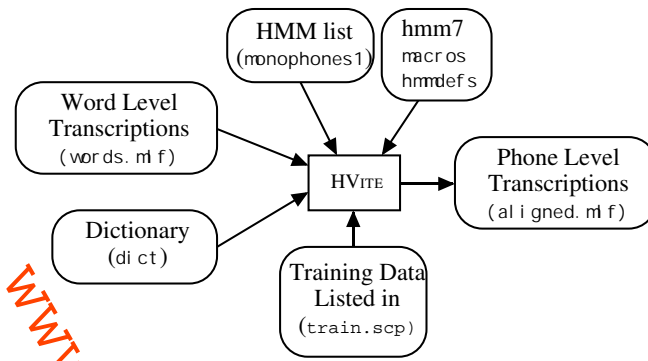 HMM list
(monophones1)
hmm7
macros
hmmdefs
Word Level
Transcriptions
(words.mlf)
HVITE
Phone Level
Transcriptions
(aligned.mlf)
Dictionary
(dict)
Training Data
Listed in
(train.scp)